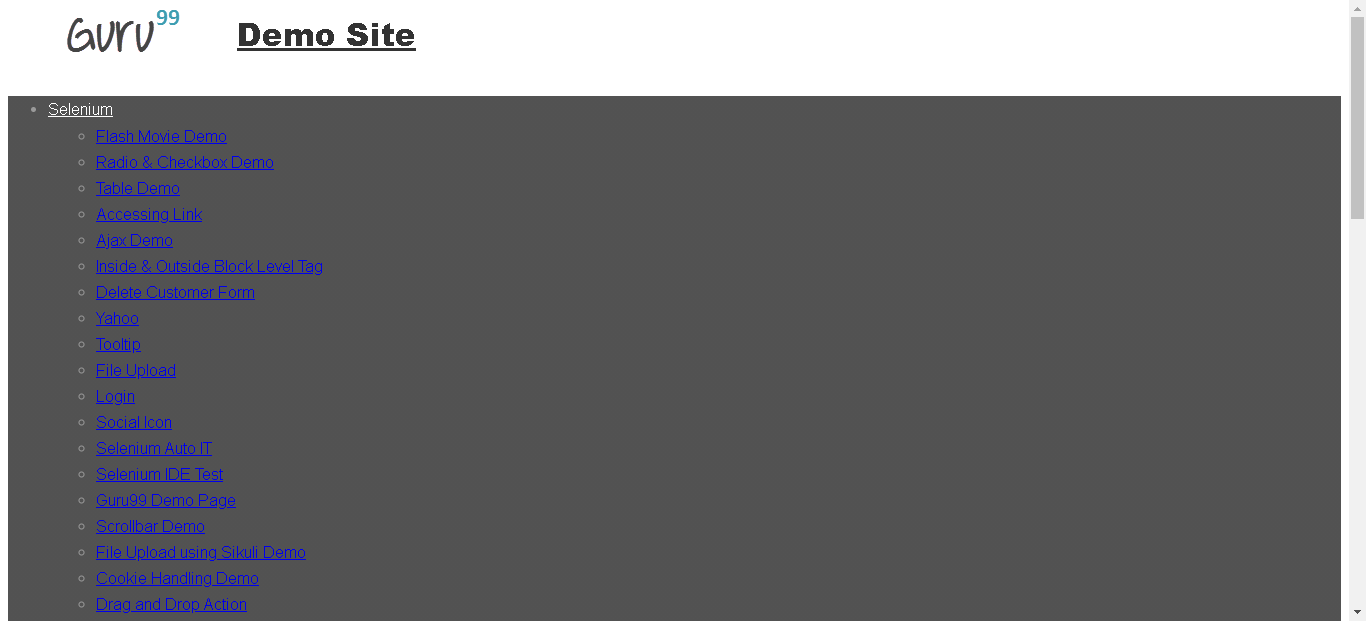 Guru99 Demo Site
Selenium
Flash Movie Demo
Radio & Checkbox Demo
Table Demo
Accessing Link
Ajax Demo
Inside & Outside Block Level Tag
Delete Customer Form
Yahoo
Tooltip
File Upload
Login
Social Icon
Selenium Auto IT
Selenium IDE Test
Guru99 Demo Page
Scrollbar Demo
File Upload using Sikuli Demo
Cookie Handling Demo
Drag and Drop Action